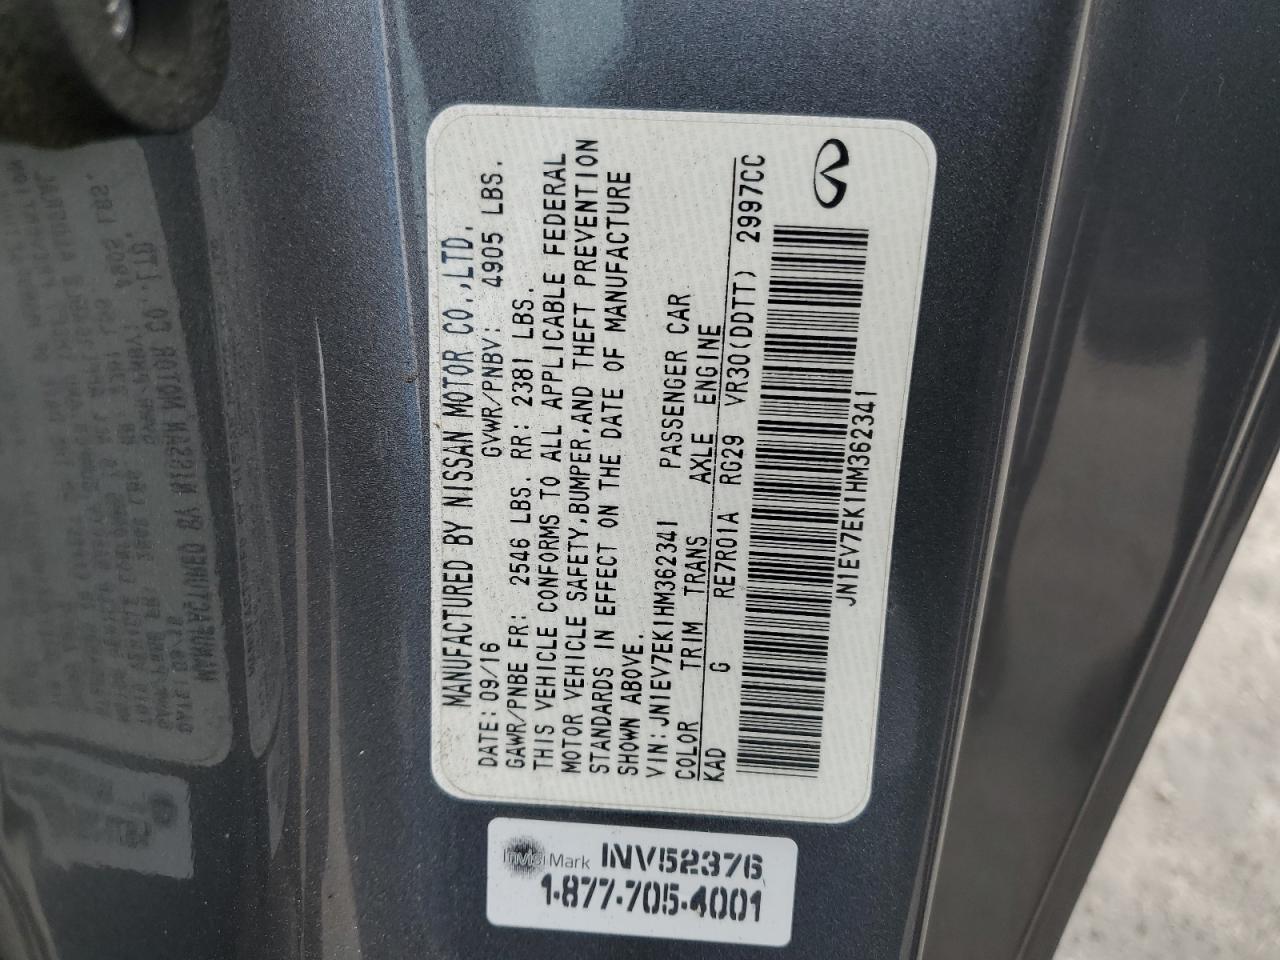 MANUFACTURED BY NISSAN MOTOR CO.,LTD.
DATE: 09/16 GVWR/PNBV: 4905 LBS.
GAWR/PNBE FR: 2546 LBS. RR: 2381 LBS.
THIS VEHICLE CONFORMS TO ALL APPLICABLE FEDERAL
MOTOR VEHICLE SAFETY,BUMPER,AND THEFT PREVENTION
STANDARDS IN EFFECT ON THE DATE OF MANUFACTURE
SHOWN ABOVE.
VIN: JN1EV7EK1HM362341 PASSENGER CAR
COLOR TRIM TRANS AXLE ENGINE
KAD G RE7R01A RG29 VR30(DDTT) 2997CC
JN1EV7EK1HM362341
InvisiMark INV52376
1-877-705-4001